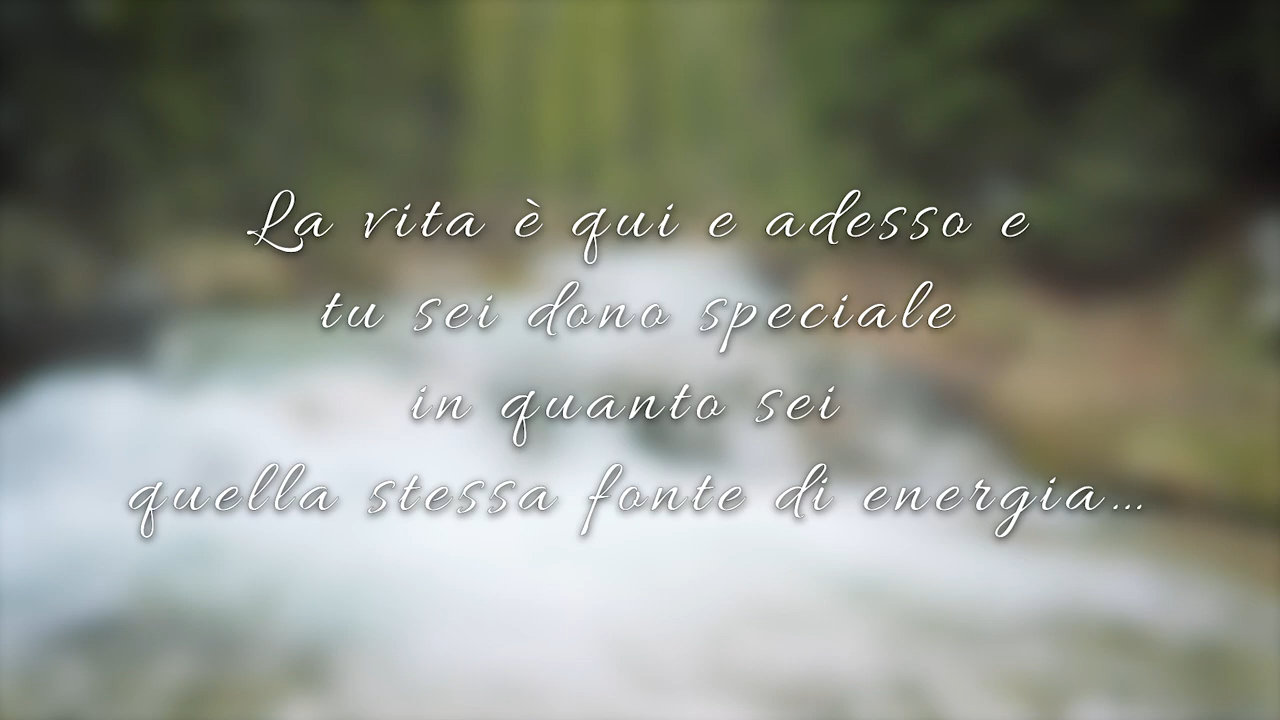 La vita è qui e adesso e
tu sei dono speciale
in quanto sei
quella stessa fonte di energia...